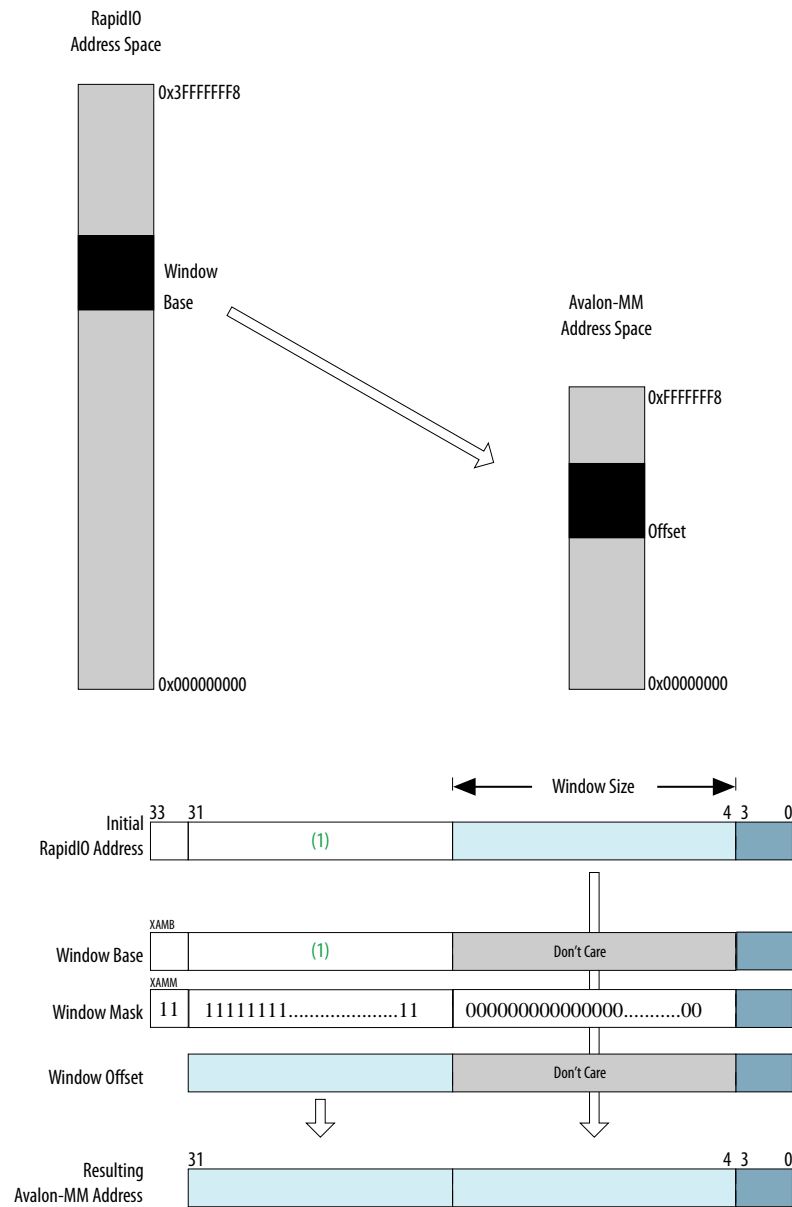 RapidIO
Address Space
0x3FFFFFFF8
Window
Base
Avalon-MM
Address Space
0xFFFFFFF8
Offset
0x000000000
0x00000000
Window Size
33 31 4 3 0
Initial
RapidIO Address
(1)
XAMB
Window Base
(1)
Don't Care
XAMM
Window Mask
11
11111111......................11
000000000000000...........00
Window Offset
Don't Care
31 4 3 0
Resulting
Avalon-MM Address